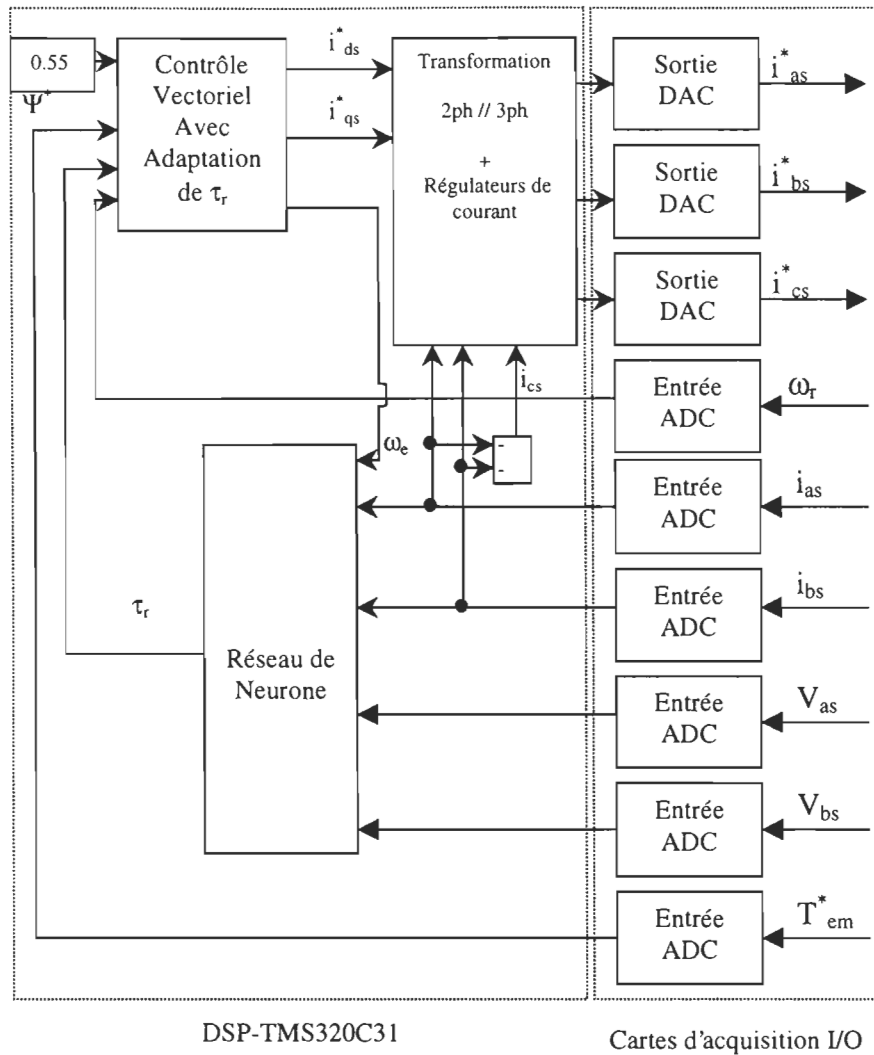 0.55
Ψ*
Contrôle
Vectoriel
Avec
Adaptation
de τr
i*ds
i*qs
Transformation
2ph // 3ph
+
Régulateurs de
courant
Sortie
DAC
i*as
Sortie
DAC
i*bs
Sortie
DAC
i*cs
ics
Entrée
ADC
ωr
ωe
-
-
Entrée
ADC
ias
Entrée
ADC
ibs
τr
Réseau de
Neurone
Entrée
ADC
Vas
Entrée
ADC
Vbs
Entrée
ADC
T*em
DSP-TMS320C31
Cartes d'acquisition I/O